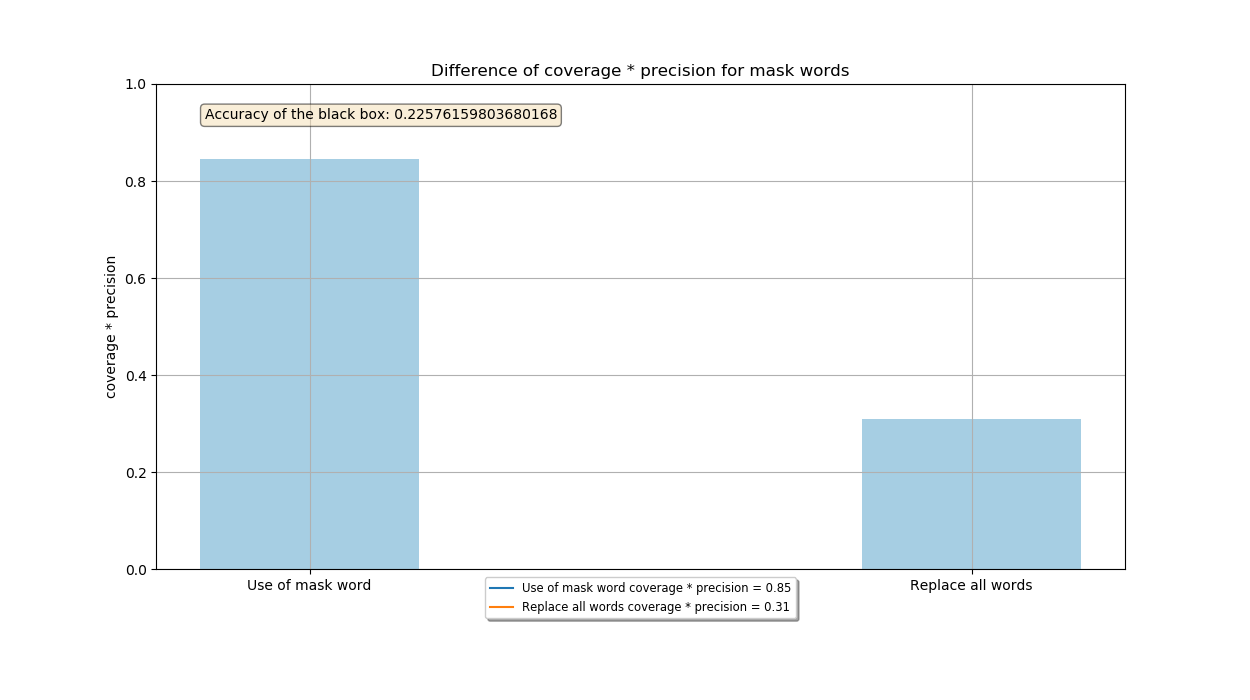 Difference of coverage * precision for mask words
1.0
Accuracy of the black box: 0.22576159803680168
0.8
0.6
coverage * precision
0.4
0.2
0.0
Use of mask word
Replace all words
Use of mask word coverage * precision = 0.85
Replace all words coverage * precision = 0.31